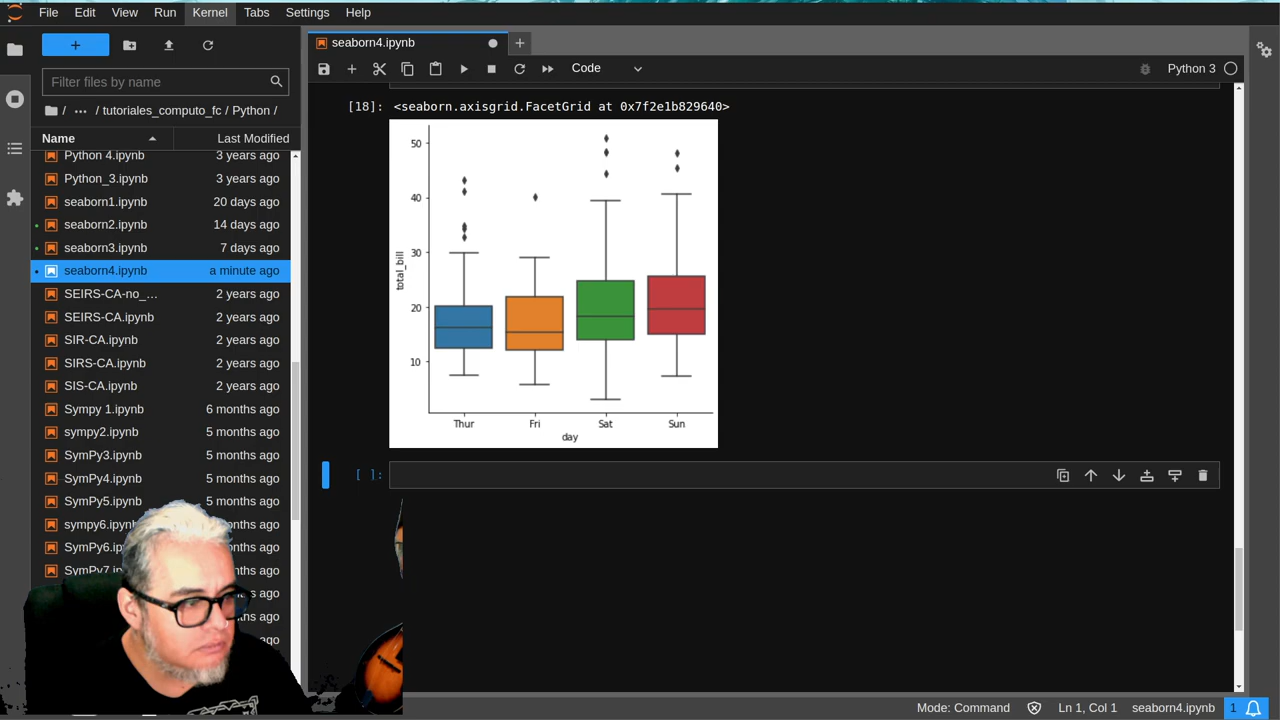 File Edit View Run Kernel Tabs Settings Help
seaborn4.ipynb
Code
Python 3
Filter files by name
/ ... / tutoriales_computo_fc / Python /
Name Last Modified
Python 4.ipynb 3 years ago
Python_3.ipynb 3 years ago
seaborn1.ipynb 20 days ago
seaborn2.ipynb 14 days ago
seaborn3.ipynb 7 days ago
seaborn4.ipynb a minute ago
SEIRS-CA-no_... 2 years ago
SEIRS-CA.ipynb 2 years ago
SIR-CA.ipynb 2 years ago
SIRS-CA.ipynb 2 years ago
SIS-CA.ipynb 2 years ago
Sympy 1.ipynb 6 months ago
sympy2.ipynb 5 months ago
SymPy3.ipynb 5 months ago
SymPy4.ipynb 5 months ago
SymPy5.ipynb 5 months ago
ago
ago
ago
ago
ago
ago
[18]: <seaborn.axisgrid.FacetGrid at 0x7f2e1b829640>
50
40
30
20
10
total_bill
Thur Fri Sat Sun
day
[ ]:
Mode: Command Ln 1, Col 1 seaborn4.ipynb 1